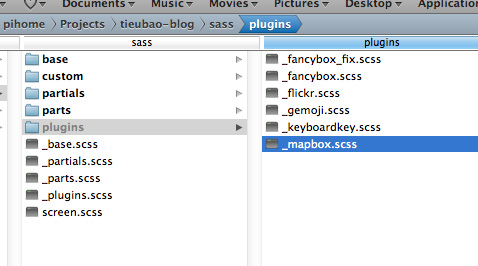 Documents Music Movies Pictures Desktop Application
pihome Projects tieubao-blog sass plugins
sass plugins
base
custom
partials
parts
plugins
_base.scss
_partials.scss
_parts.scss
_plugins.scss
screen.scss
_fancybox_fix.scss
_fancybox.scss
_flickr.scss
_gemoji.scss
_keyboardkey.scss
_mapbox.scss